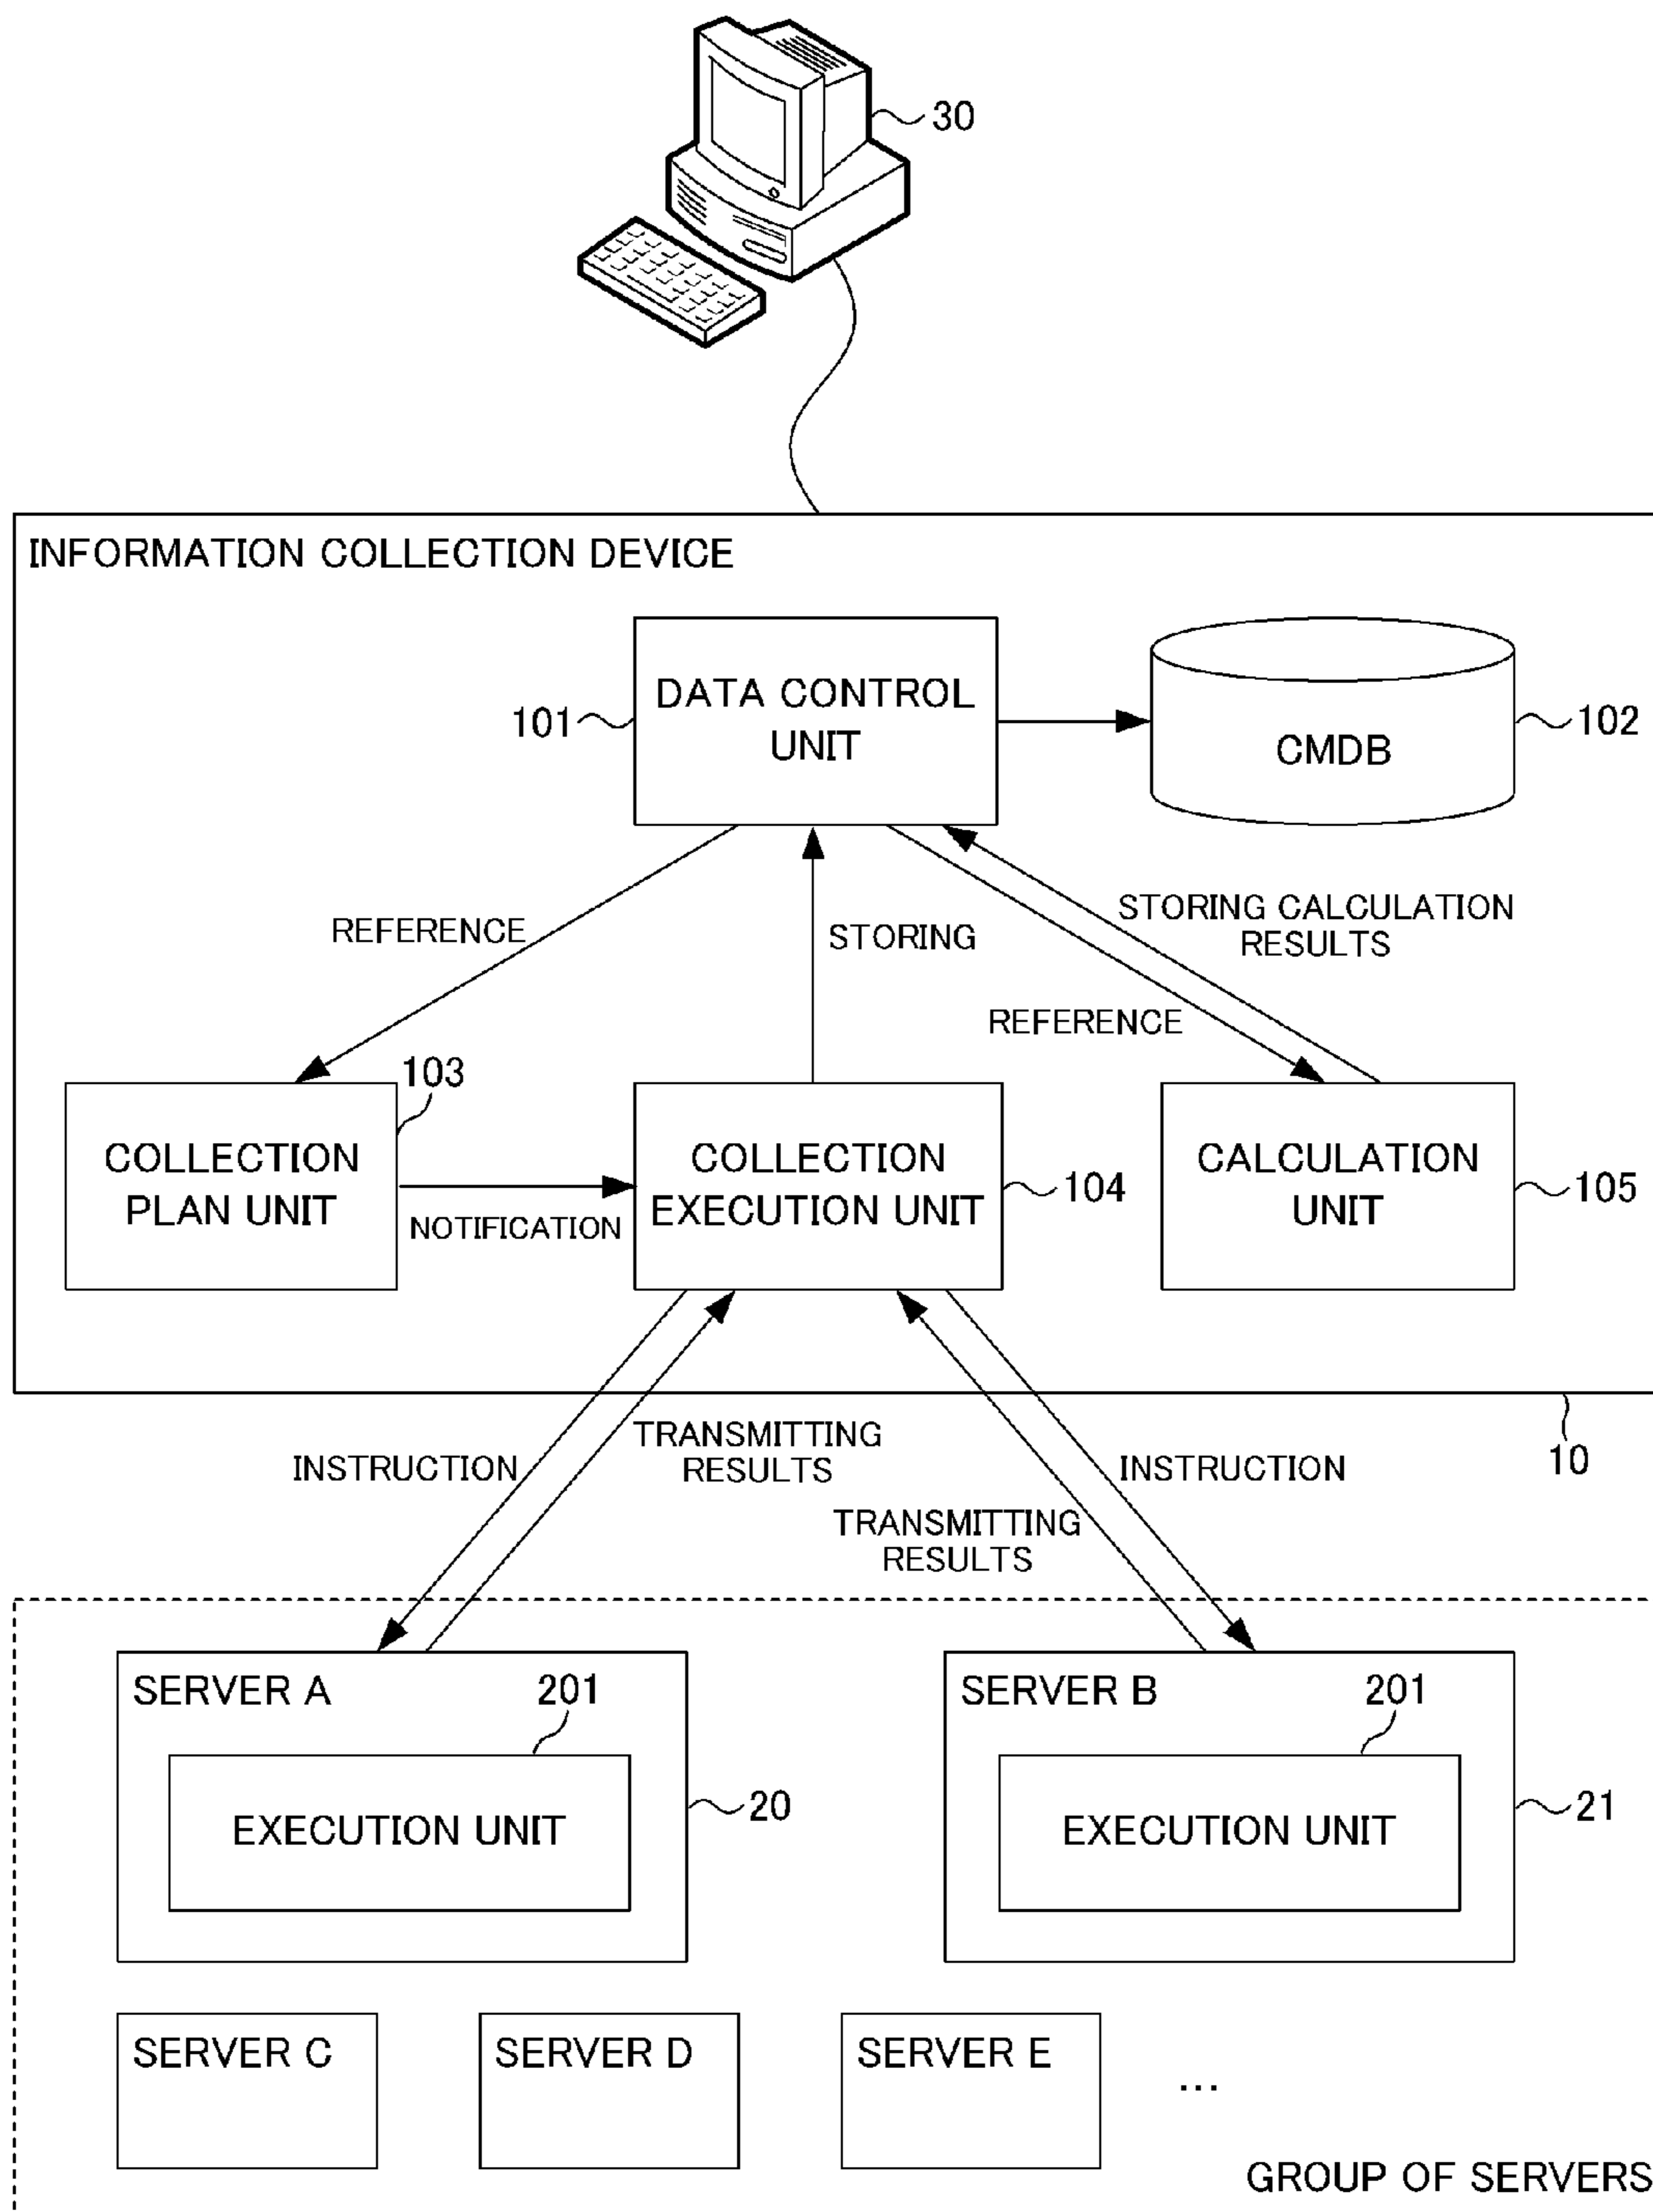 30
INFORMATION COLLECTION DEVICE
DATA CONTROL
UNIT
101
CMDB
102
REFERENCE
STORING
STORING CALCULATION
RESULTS
REFERENCE
103
COLLECTION
PLAN UNIT
NOTIFICATION
COLLECTION
EXECUTION UNIT
104
CALCULATION
UNIT
105
10
INSTRUCTION
TRANSMITTING
RESULTS
TRANSMITTING
RESULTS
INSTRUCTION
SERVER A
201
EXECUTION UNIT
20
SERVER B
201
EXECUTION UNIT
21
SERVER C
SERVER D
SERVER E
...
GROUP OF SERVERS